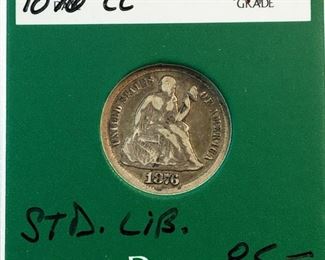 1876 CC
GRADE
UNITED STATES OF AMERICA
1876
STD. LIB.